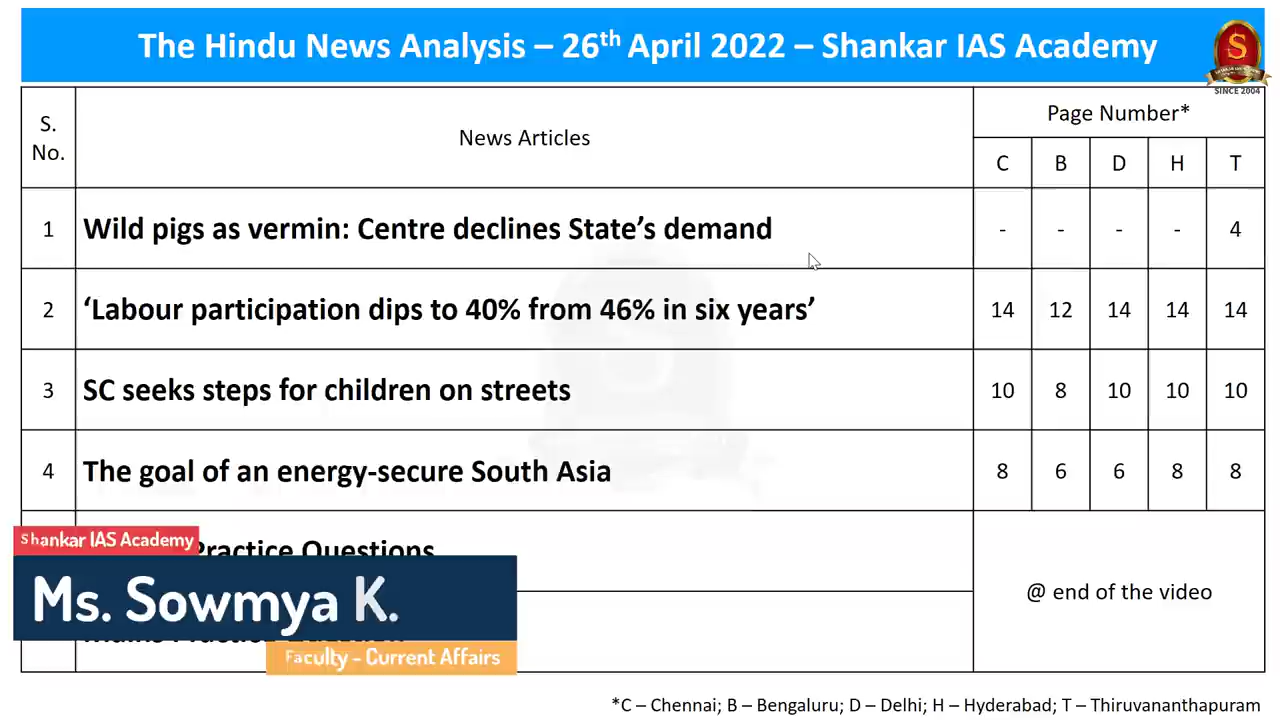 The Hindu News Analysis – 26th April 2022 – Shankar IAS Academy
SINCE 2004
S. No.
News Articles
Page Number*
C B D H T
1 Wild pigs as vermin: Centre declines State’s demand - - - - 4
2 ‘Labour participation dips to 40% from 46% in six years’ 14 12 14 14 14
3 SC seeks steps for children on streets 10 8 10 10 10
4 The goal of an energy-secure South Asia 8 6 6 8 8
Practice Questions
@ end of the video
Shankar IAS Academy
Ms. Sowmya K.
Faculty - Current Affairs
*C – Chennai; B – Bengaluru; D – Delhi; H – Hyderabad; T – Thiruvananthapuram